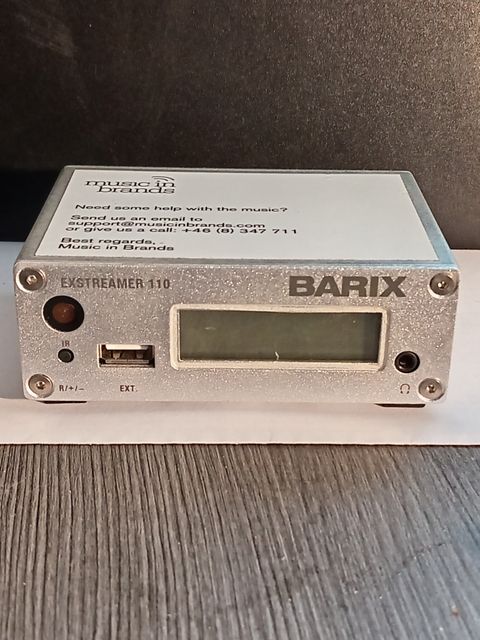 music in
brands
Need some help with the music?
Send us an email to
support@musicinbrands.com
or give us a call: +46 (8) 347 711
Best regards,
Music in Brands
EXSTREAMER 110
BARIX
IR
R/+/−
EXT.